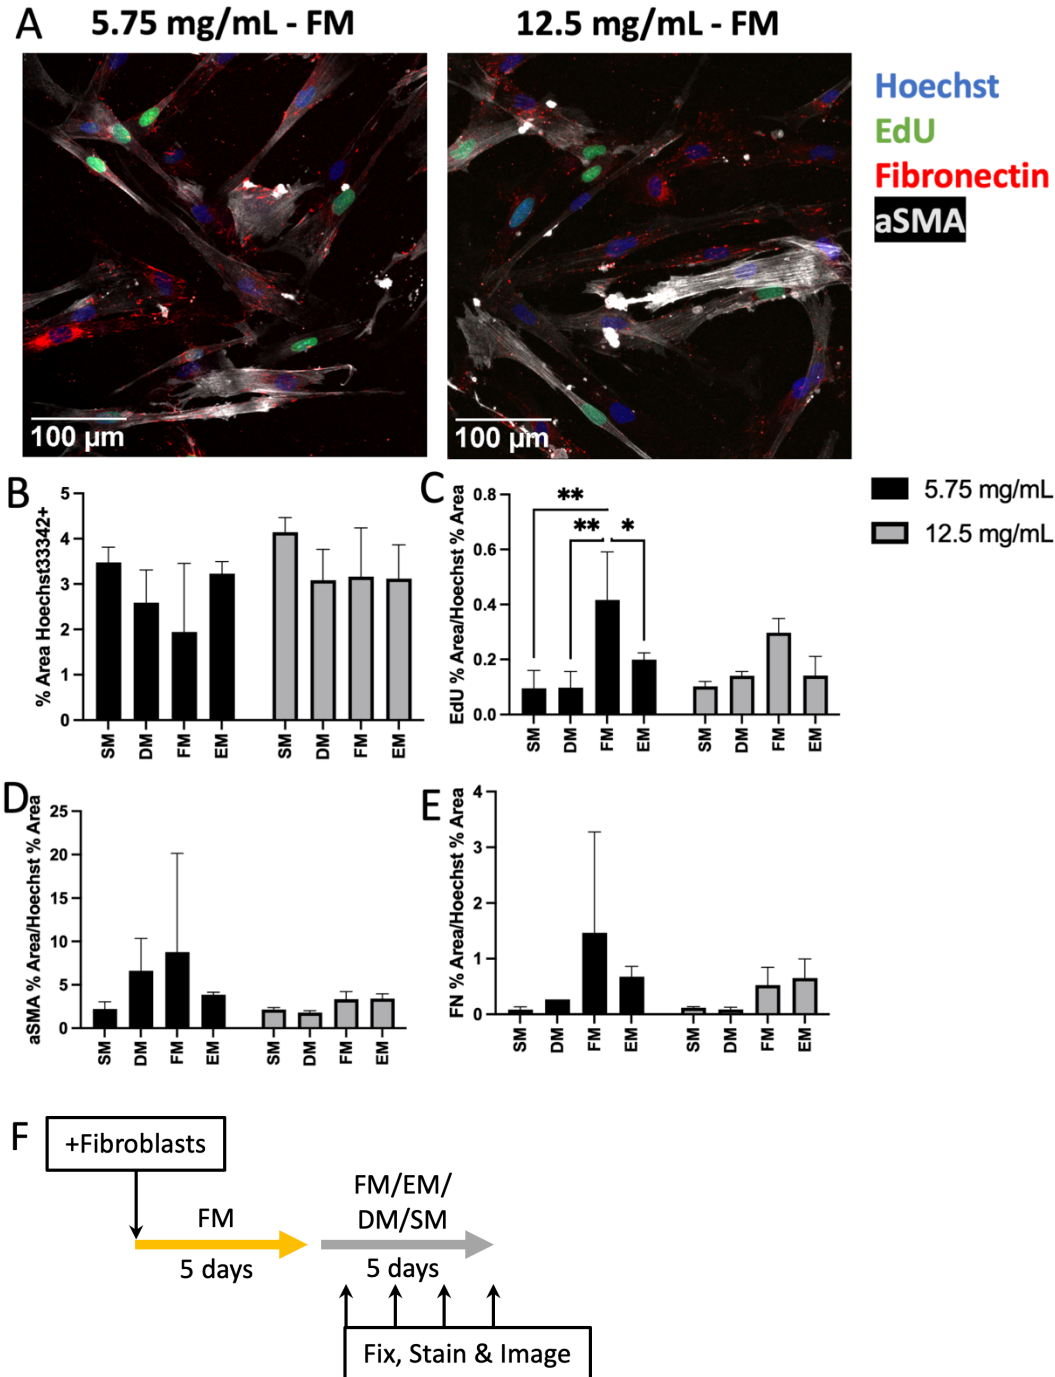 A
5.75 mg/mL - FM
12.5 mg/mL - FM
Hoechst
EdU
Fibronectin
aSMA
100 µm
100 µm
B
% Area Hoechst33342+
5
4
3
2
1
0
SM
DM
FM
EM
SM
DM
FM
EM
C
EdU % Area/Hoechst % Area
0.8
0.6
0.4
0.2
0.0
**
**
*
SM
DM
FM
EM
SM
DM
FM
EM
5.75 mg/mL
12.5 mg/mL
D
aSMA % Area/Hoechst % Area
25
20
15
10
5
0
SM
DM
FM
EM
SM
DM
FM
EM
E
FN % Area/Hoechst % Area
4
3
2
1
0
SM
DM
FM
EM
SM
DM
FM
EM
F
+Fibroblasts
FM
5 days
FM/EM/
DM/SM
5 days
Fix, Stain & Image